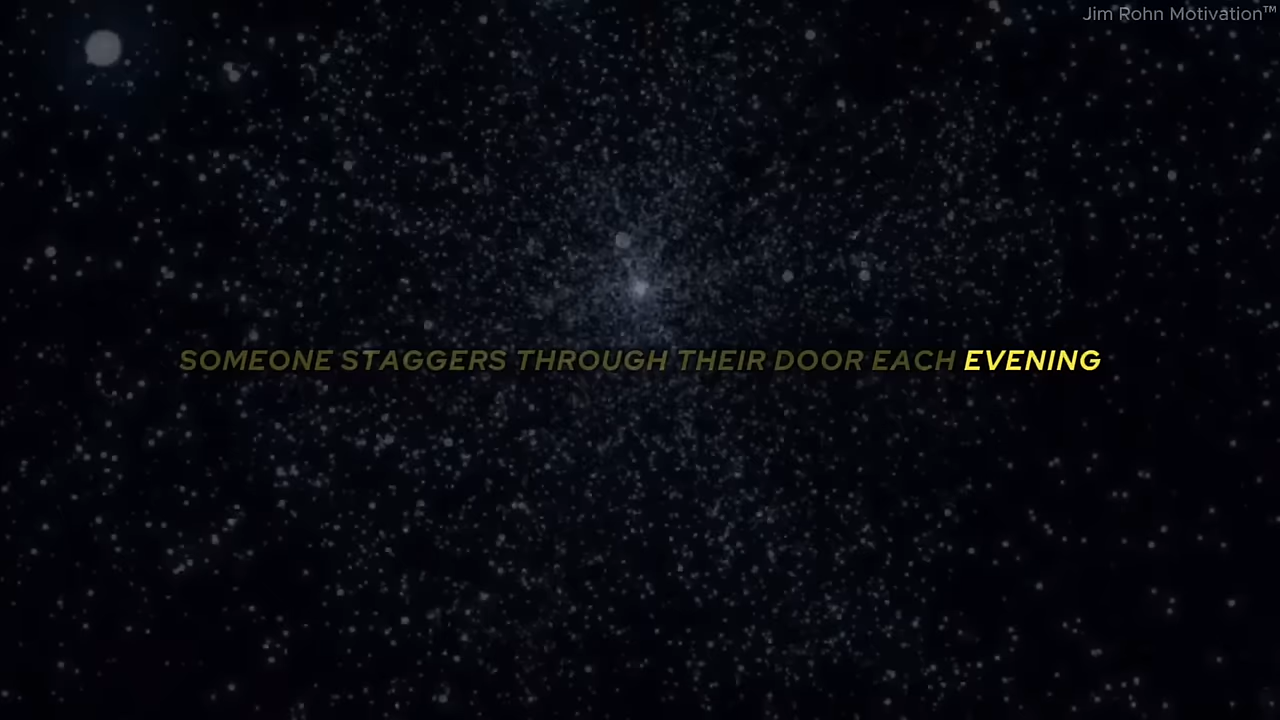 Jim Rohn Motivation™
SOMEONE STAGGERS THROUGH THEIR DOOR EACH EVENING